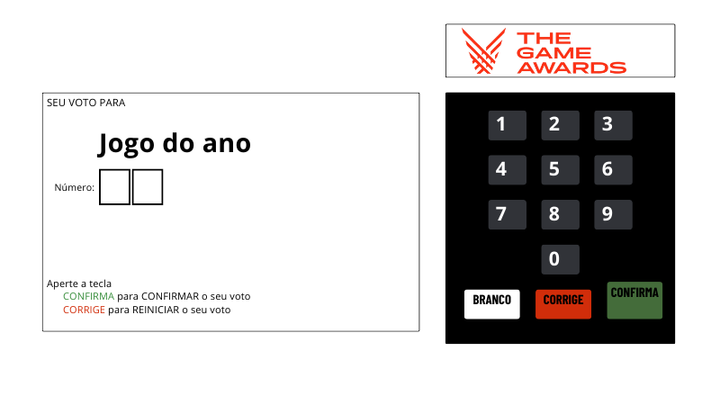 THE
GAME
AWARDS
SEU VOTO PARA
Jogo do ano
Número:
Aperte a tecla
CONFIRMA para CONFIRMAR o seu voto
CORRIGE para REINICIAR o seu voto
1 2 3
4 5 6
7 8 9
0
BRANCO CORRIGE CONFIRMA